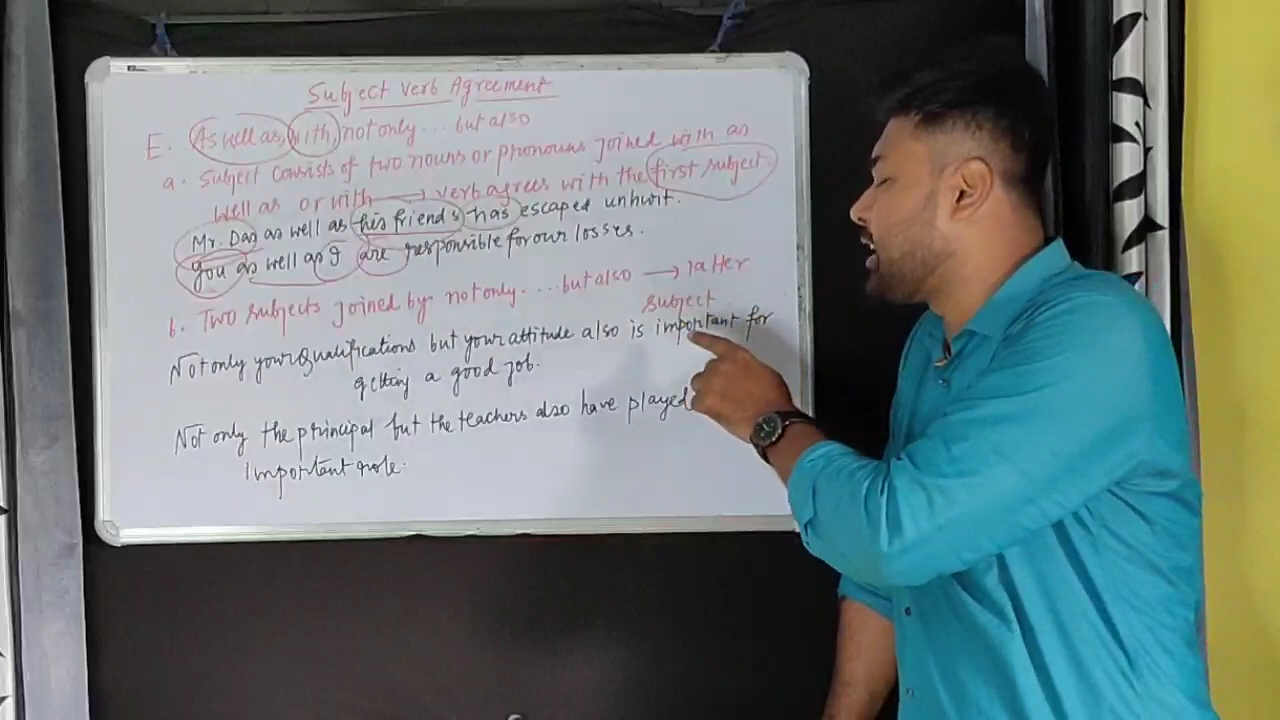 Subject Verb Agreement
E. As well as, with, not only... but also
a. Subject consists of two nouns or pronouns joined with as
well as or with → verb agrees with the first subject
Mr. Das as well as his friends has escaped unhurt.
You as well as I are responsible for our losses.
b. Two subjects joined by not only.... but also → latter
subject
Not only your Qualifications but your attitude also is important for
getting a good job.
Not only the principal but the teachers also have played
Important role.